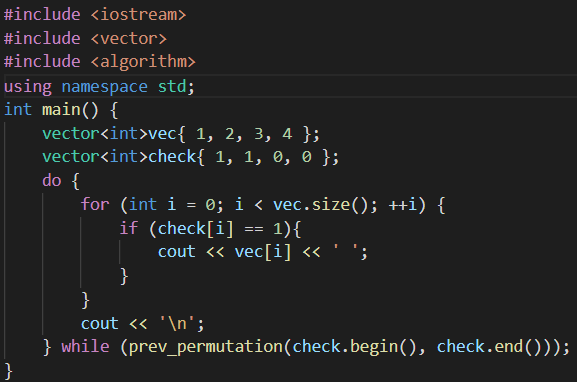 #include <iostream>
#include <vector>
#include <algorithm>
using namespace std;
int main() {
    vector<int>vec{ 1, 2, 3, 4 };
    vector<int>check{ 1, 1, 0, 0 };
    do {
        for (int i = 0; i < vec.size(); ++i) {
            if (check[i] == 1){
                cout << vec[i] << ' ';
            }
        }
        cout << '\n';
    } while (prev_permutation(check.begin(), check.end()));
}